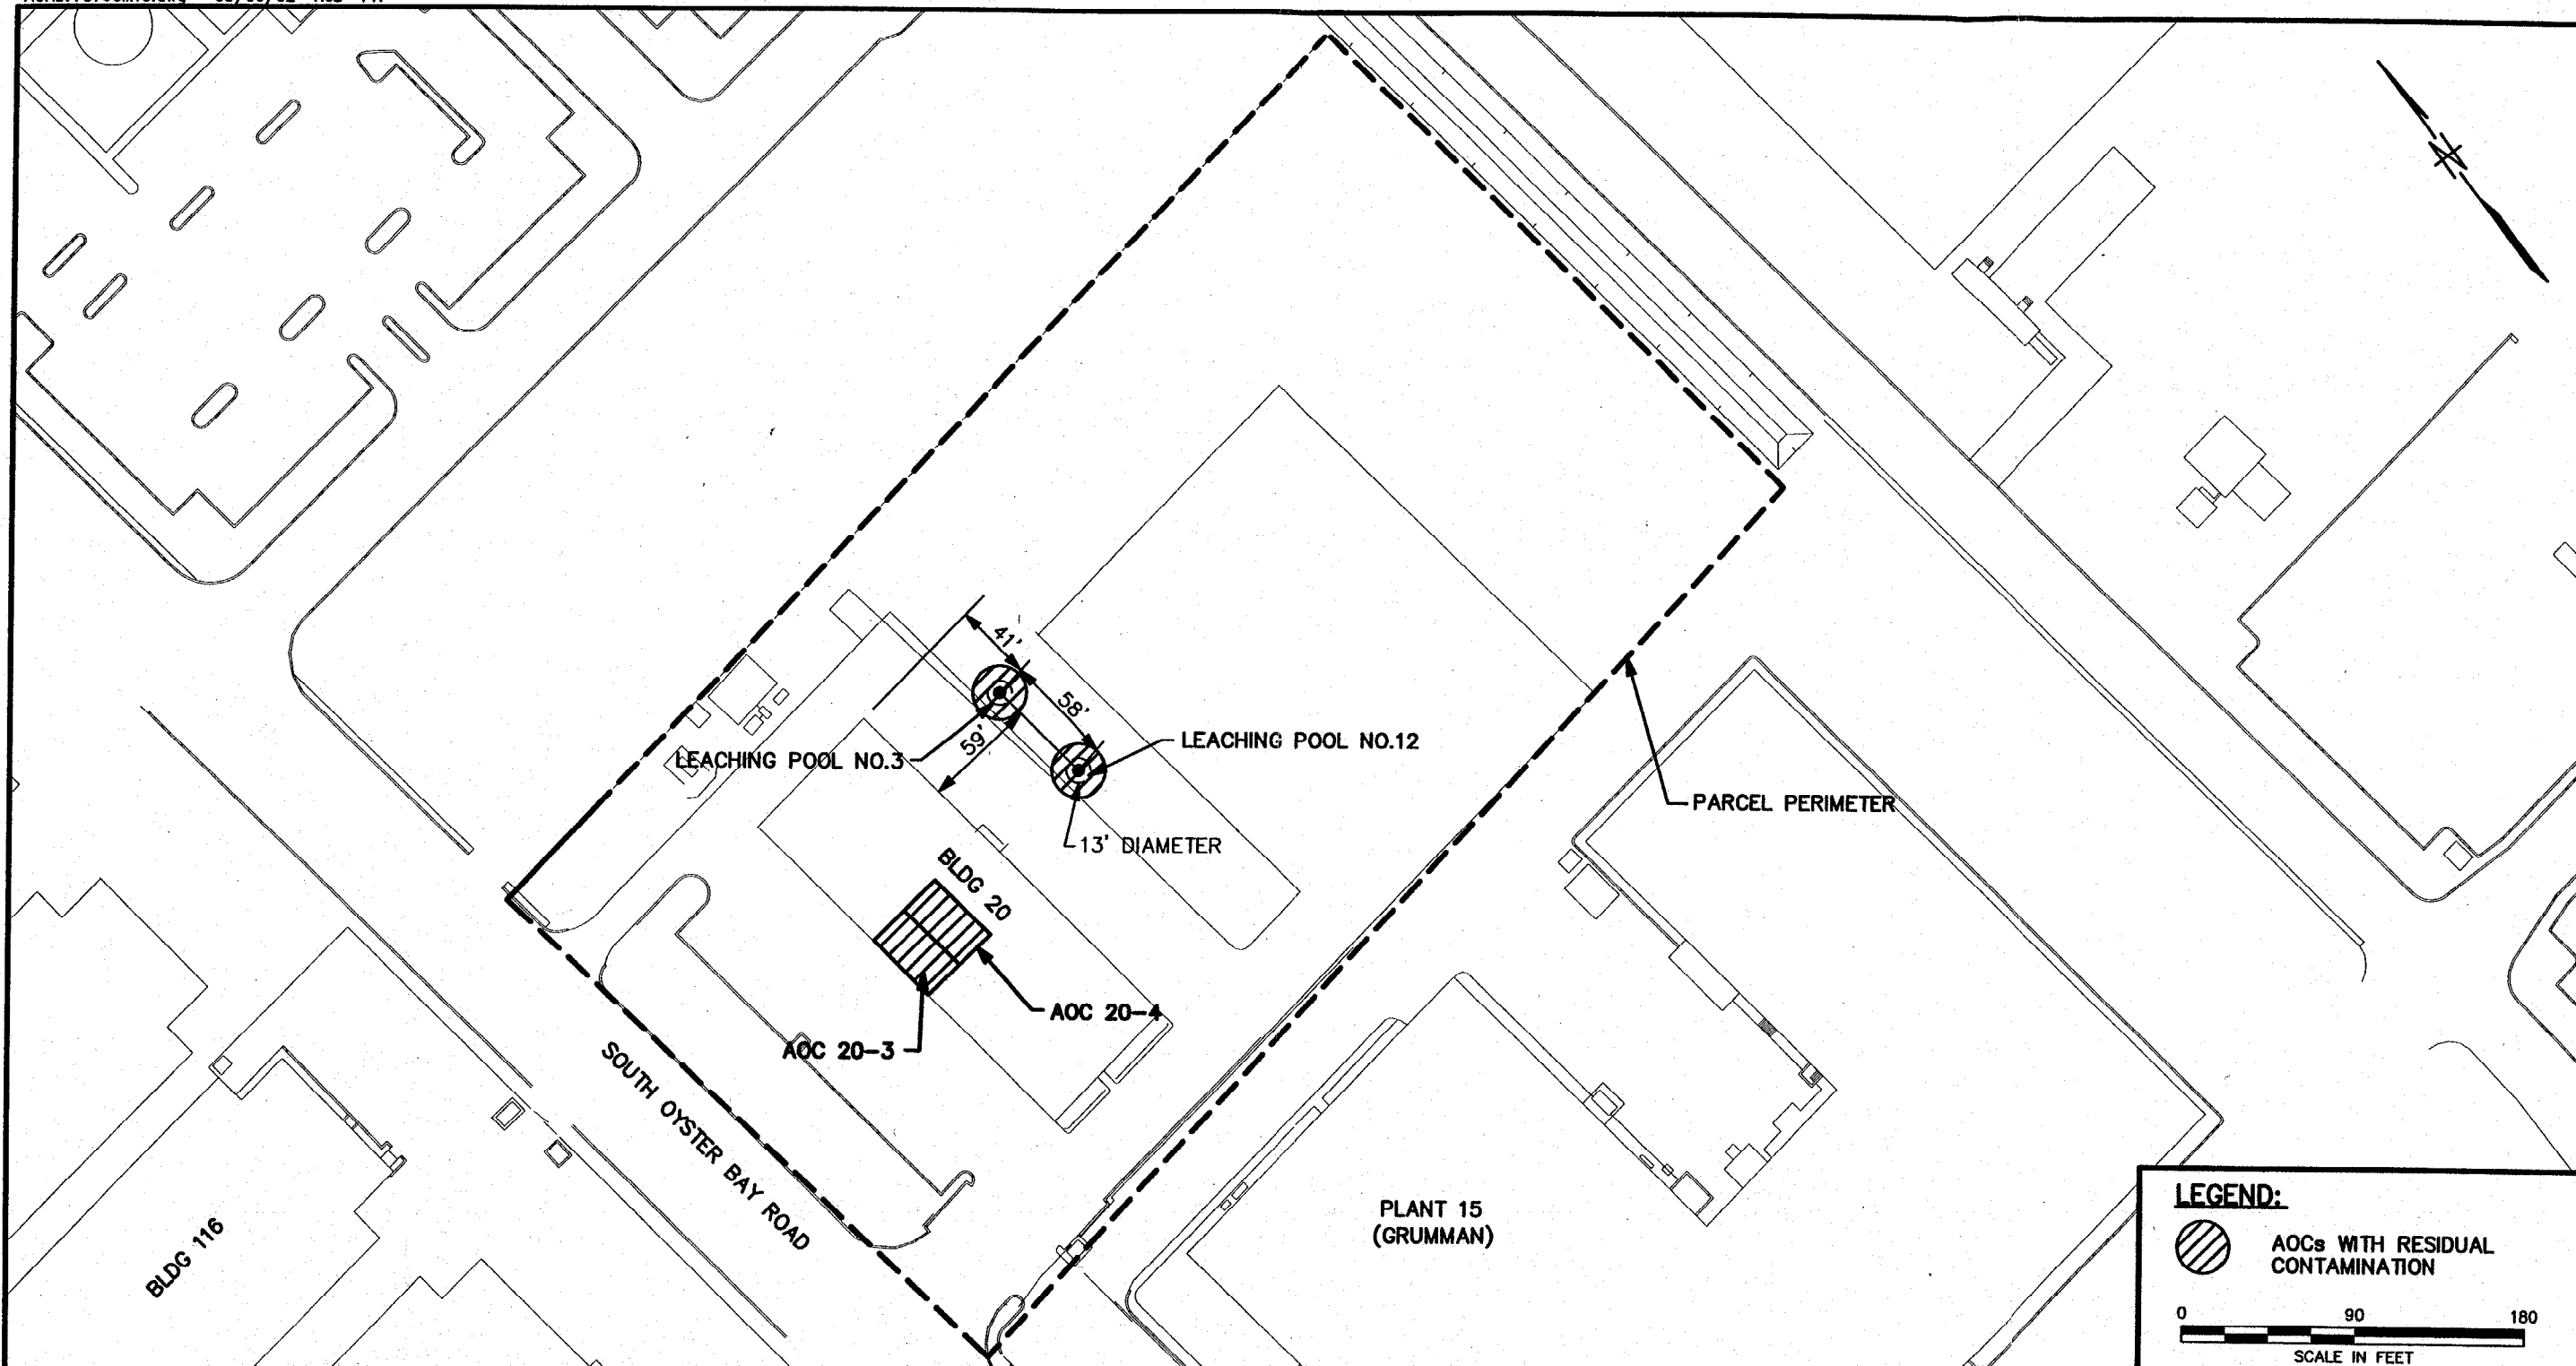 41'
58'
59'
LEACHING POOL NO.3
LEACHING POOL NO.12
13' DIAMETER
PARCEL PERIMETER
BLDG 20
AOC 20-4
AOC 20-3
SOUTH OYSTER BAY ROAD
BLDG 116
PLANT 15
(GRUMMAN)
N
LEGEND:
AOCs WITH RESIDUAL
CONTAMINATION
0 90 180
SCALE IN FEET